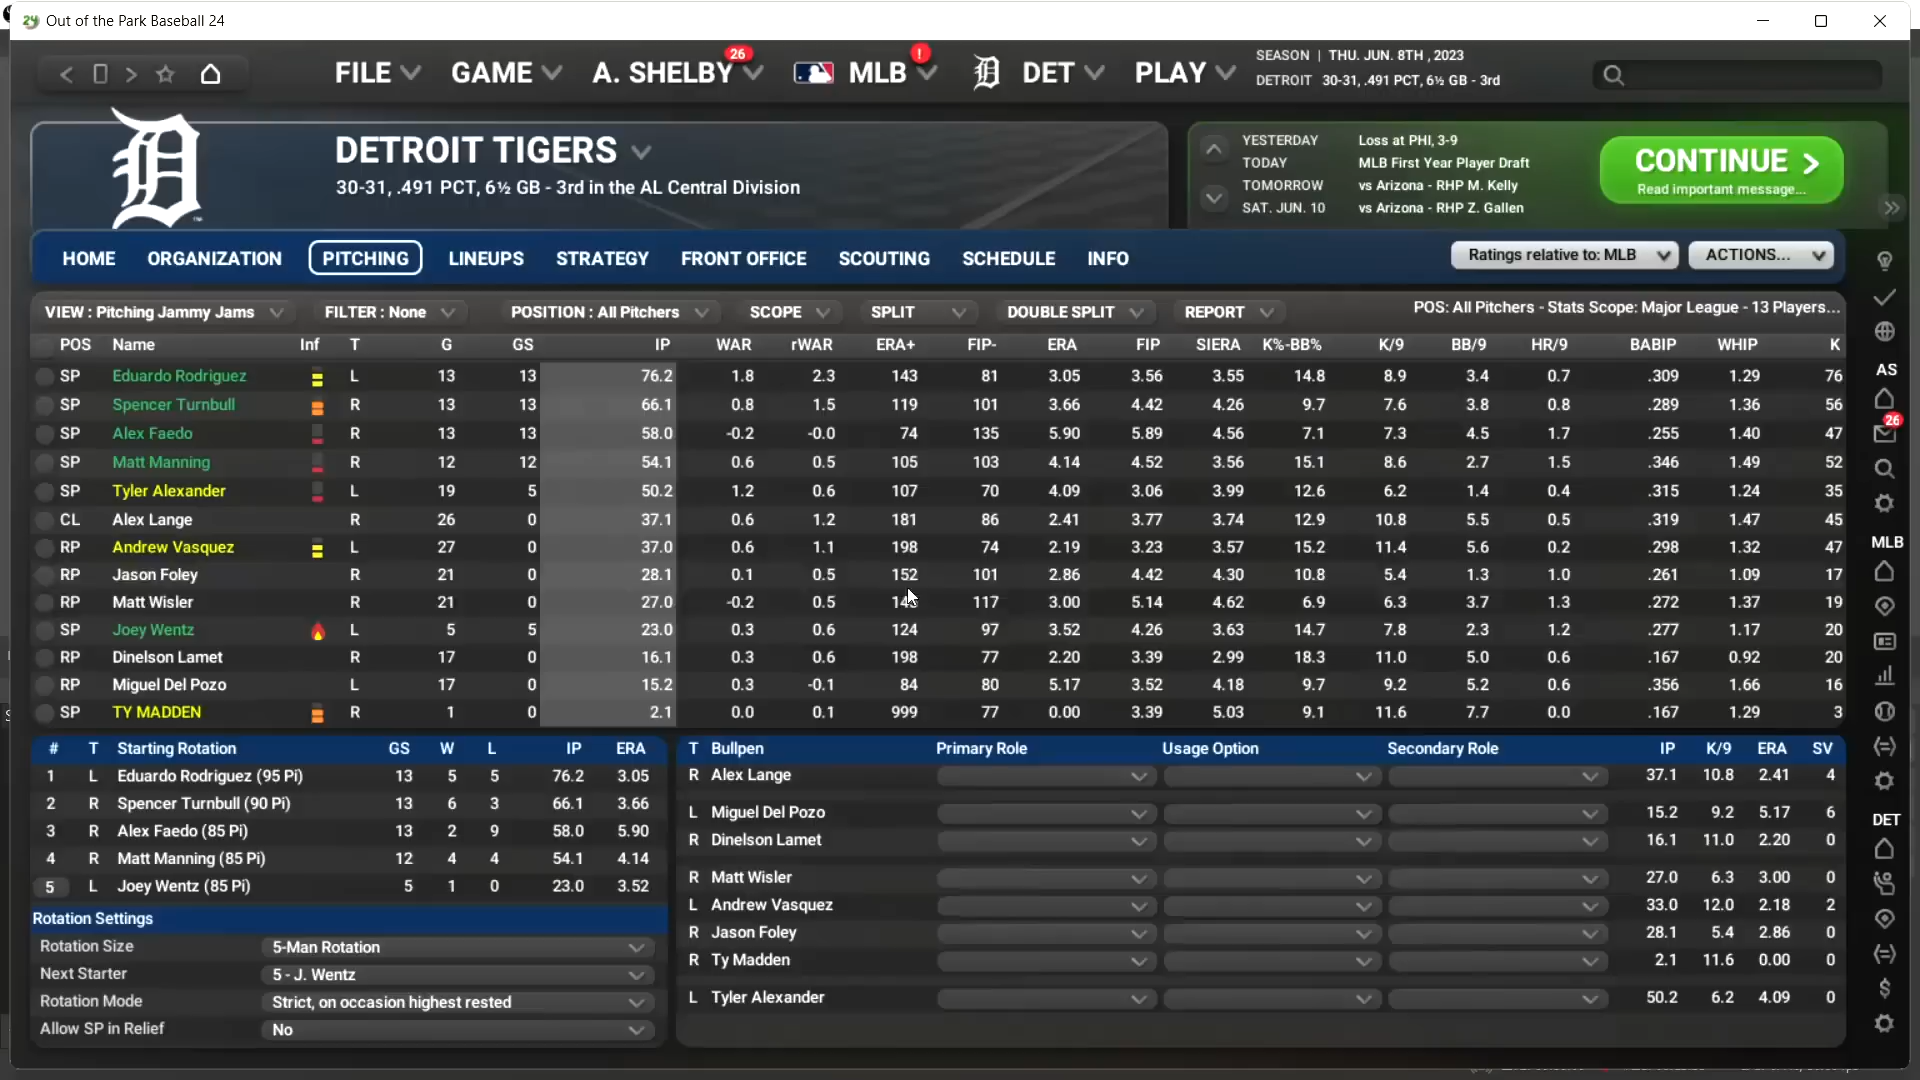 Out of the Park Baseball 24
FILE GAME A. SHELBY 26 MLB ! DET PLAY
SEASON | THU. JUN. 8TH , 2023
DETROIT 30-31, .491 PCT, 6½ GB - 3rd
DETROIT TIGERS
30-31, .491 PCT, 6½ GB - 3rd in the AL Central Division
YESTERDAY Loss at PHI, 3-9
TODAY MLB First Year Player Draft
TOMORROW vs Arizona - RHP M. Kelly
SAT. JUN. 10 vs Arizona - RHP Z. Gallen
CONTINUE >
Read important message...
HOME ORGANIZATION PITCHING LINEUPS STRATEGY FRONT OFFICE SCOUTING SCHEDULE INFO
Ratings relative to: MLB ACTIONS...
VIEW : Pitching Jammy Jams FILTER : None POSITION : All Pitchers SCOPE SPLIT DOUBLE SPLIT REPORT
POS: All Pitchers - Stats Scope: Major League - 13 Players...
POS Name Inf T G GS IP WAR rWAR ERA+ FIP- ERA FIP SIERA K%-BB% K/9 BB/9 HR/9 BABIP WHIP K
SP Eduardo Rodriguez L 13 13 76.2 1.8 2.3 143 81 3.05 3.56 3.55 14.8 8.9 3.4 0.7 .309 1.29 76
SP Spencer Turnbull R 13 13 66.1 0.8 1.5 119 101 3.66 4.42 4.26 9.7 7.6 3.8 0.8 .289 1.36 56
SP Alex Faedo R 13 13 58.0 -0.2 -0.0 74 135 5.90 5.89 4.56 7.1 7.3 4.5 1.7 .255 1.40 47
SP Matt Manning R 12 12 54.1 0.6 0.5 105 103 4.14 4.52 3.56 15.1 8.6 2.7 1.5 .346 1.49 52
SP Tyler Alexander L 19 5 50.2 1.2 0.6 107 70 4.09 3.06 3.99 12.6 6.2 1.4 0.4 .315 1.24 35
CL Alex Lange R 26 0 37.1 0.6 1.2 181 86 2.41 3.77 3.74 12.9 10.8 5.5 0.5 .319 1.47 45
RP Andrew Vasquez L 27 0 37.0 0.6 1.1 198 74 2.19 3.23 3.57 15.2 11.4 5.6 0.2 .298 1.32 47
RP Jason Foley R 21 0 28.1 0.1 0.5 152 101 2.86 4.42 4.30 10.8 5.4 1.3 1.0 .261 1.09 17
RP Matt Wisler R 21 0 27.0 -0.2 0.5 117 3.00 5.14 4.62 6.9 6.3 3.7 1.3 .272 1.37 19
SP Joey Wentz L 5 5 23.0 0.3 0.6 124 97 3.52 4.26 3.63 14.7 7.8 2.3 1.2 .277 1.17 20
RP Dinelson Lamet R 17 0 16.1 0.3 0.6 198 77 2.20 3.39 2.99 18.3 11.0 5.0 0.6 .167 0.92 20
RP Miguel Del Pozo L 17 0 15.2 0.3 -0.1 84 80 5.17 3.52 4.18 9.7 9.2 5.2 0.6 .356 1.66 16
SP TY MADDEN R 1 0 2.1 0.0 0.1 999 77 0.00 3.39 5.03 9.1 11.6 7.7 0.0 .167 1.29 3
# T Starting Rotation GS W L IP ERA
1 L Eduardo Rodriguez (95 Pi) 13 5 5 76.2 3.05
2 R Spencer Turnbull (90 Pi) 13 6 3 66.1 3.66
3 R Alex Faedo (85 Pi) 13 2 9 58.0 5.90
4 R Matt Manning (85 Pi) 12 4 4 54.1 4.14
5 L Joey Wentz (85 Pi) 5 1 0 23.0 3.52
Rotation Settings
Rotation Size 5-Man Rotation
Next Starter 5 - J. Wentz
Rotation Mode Strict, on occasion highest rested
Allow SP in Relief No
T Bullpen Primary Role Usage Option Secondary Role IP K/9 ERA SV
R Alex Lange 37.1 10.8 2.41 4
L Miguel Del Pozo 15.2 9.2 5.17 6
R Dinelson Lamet 16.1 11.0 2.20 0
R Matt Wisler 27.0 6.3 3.00 0
L Andrew Vasquez 33.0 12.0 2.18 2
R Jason Foley 28.1 5.4 2.86 0
R Ty Madden 2.1 11.6 0.00 0
L Tyler Alexander 50.2 6.2 4.09 0
AS
26
MLB
DET